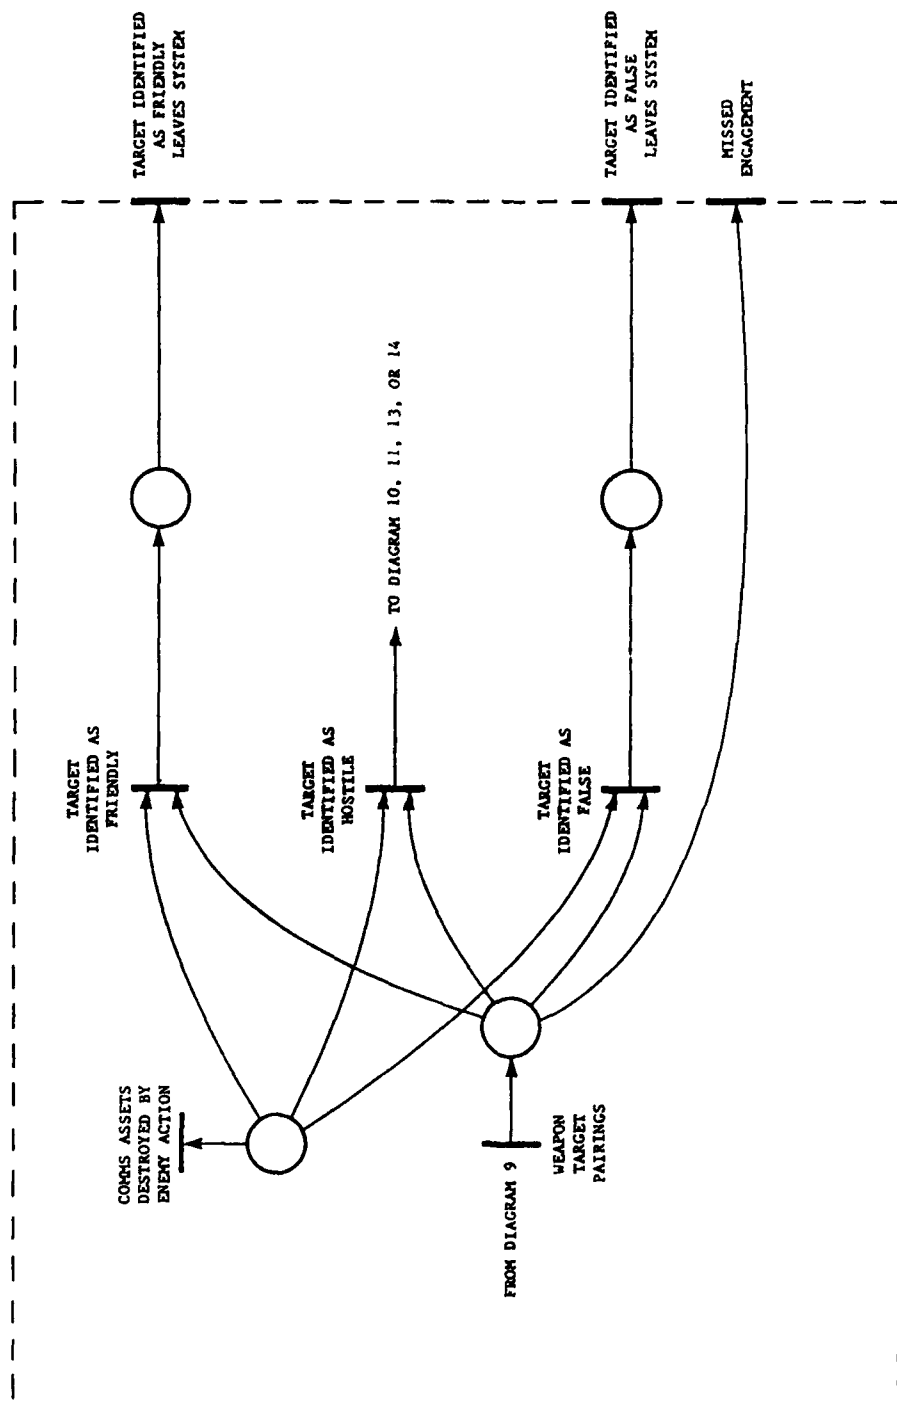 TARGET IDENTIFIED
AS FRIENDLY
LEAVES SYSTEM
TARGET IDENTIFIED
AS FALSE
LEAVES SYSTEM
MISSED
ENGAGEMENT
TO DIAGRAM 10, 11, 13, OR 14
TARGET
IDENTIFIED AS
FRIENDLY
TARGET
IDENTIFIED AS
HOSTILE
TARGET
IDENTIFIED AS
FALSE
COMMS ASSETS
DESTROYED BY
ENEMY ACTION
FROM DIAGRAM 9
WEAPON
TARGET
PAIRINGS